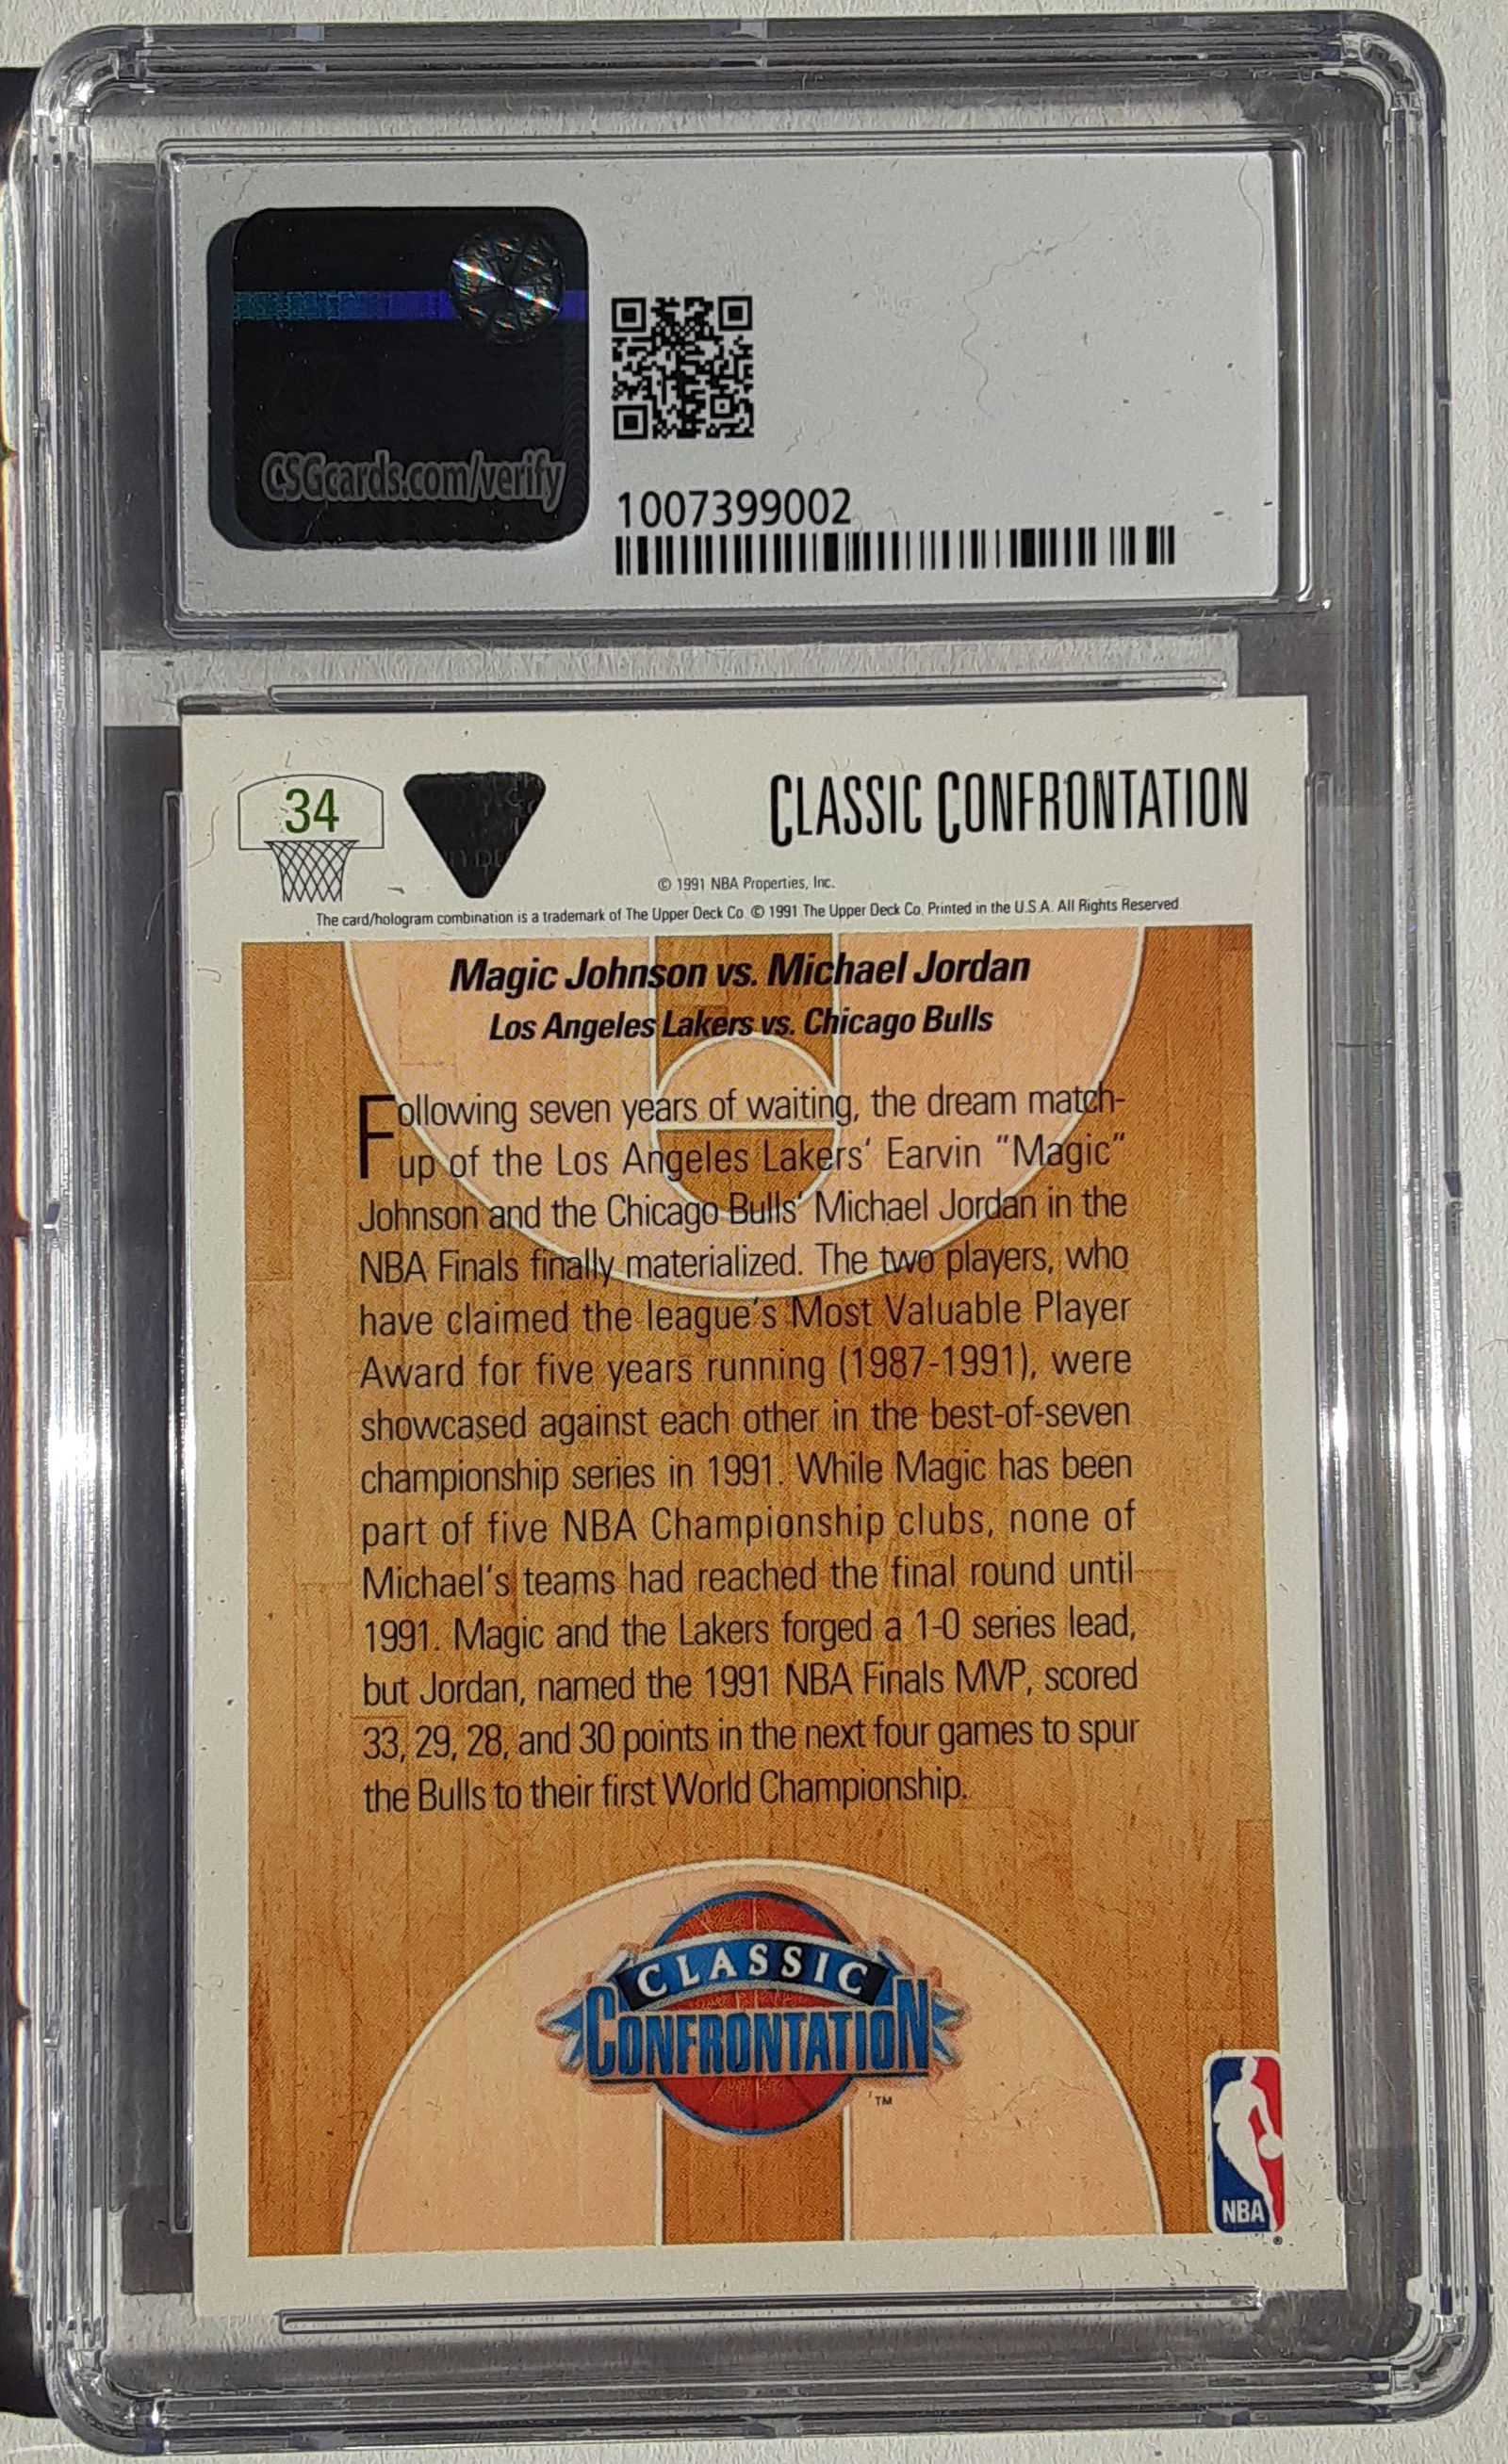 CSGcards.com/verify
1007399002
34
CLASSIC CONFRONTATION
© 1991 NBA Properties, Inc.
The card/hologram combination is a trademark of The Upper Deck Co. © 1991 The Upper Deck Co. Printed in the U.S.A. All Rights Reserved.
Magic Johnson vs. Michael Jordan
Los Angeles Lakers vs. Chicago Bulls
Following seven years of waiting, the dream match-
up of the Los Angeles Lakers' Earvin "Magic"
Johnson and the Chicago Bulls' Michael Jordan in the
NBA Finals finally materialized. The two players, who
have claimed the league's Most Valuable Player
Award for five years running (1987-1991), were
showcased against each other in the best-of-seven
championship series in 1991. While Magic has been
part of five NBA Championship clubs, none of
Michael's teams had reached the final round until
1991. Magic and the Lakers forged a 1-0 series lead,
but Jordan, named the 1991 NBA Finals MVP, scored
33, 29, 28, and 30 points in the next four games to spur
the Bulls to their first World Championship.
CLASSIC
CONFRONTATION
TM
NBA
®